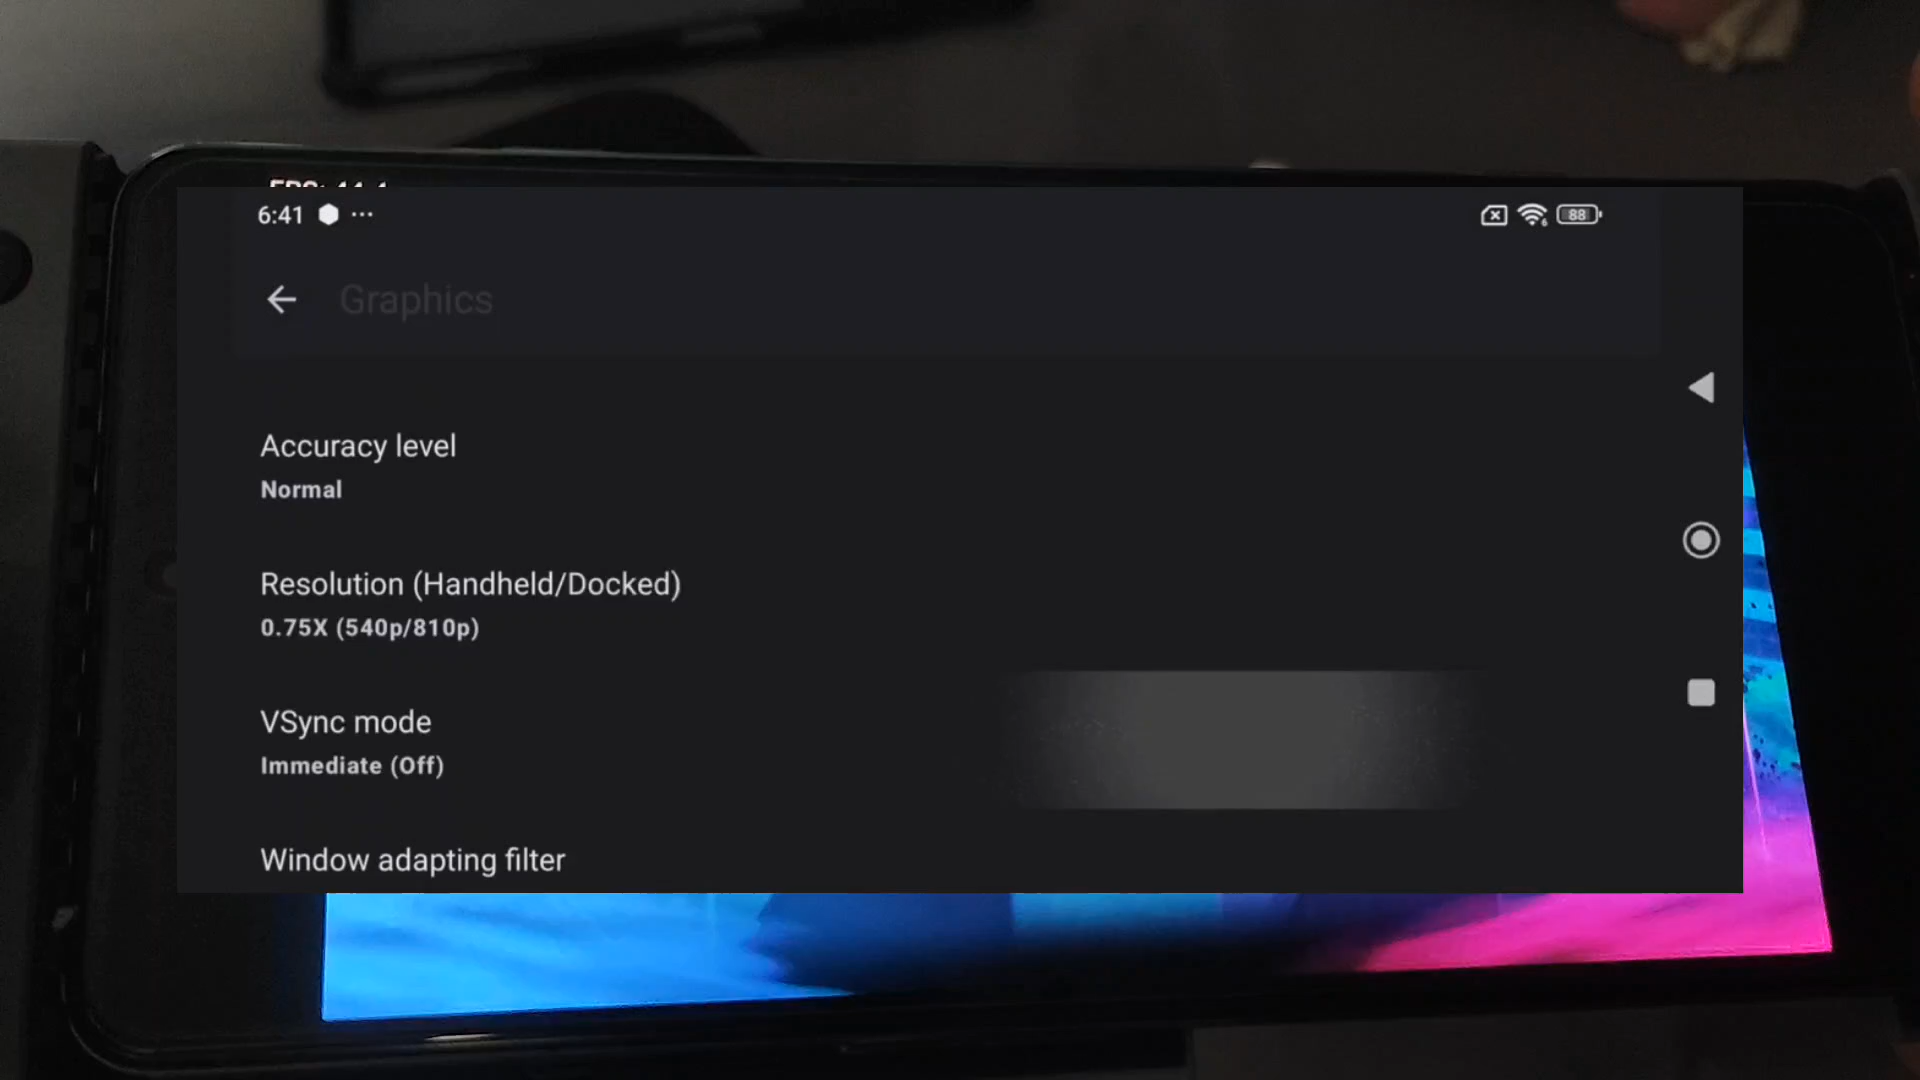 6:41
88
Graphics
Accuracy level
Normal
Resolution (Handheld/Docked)
0.75X (540p/810p)
VSync mode
Immediate (Off)
Window adapting filter